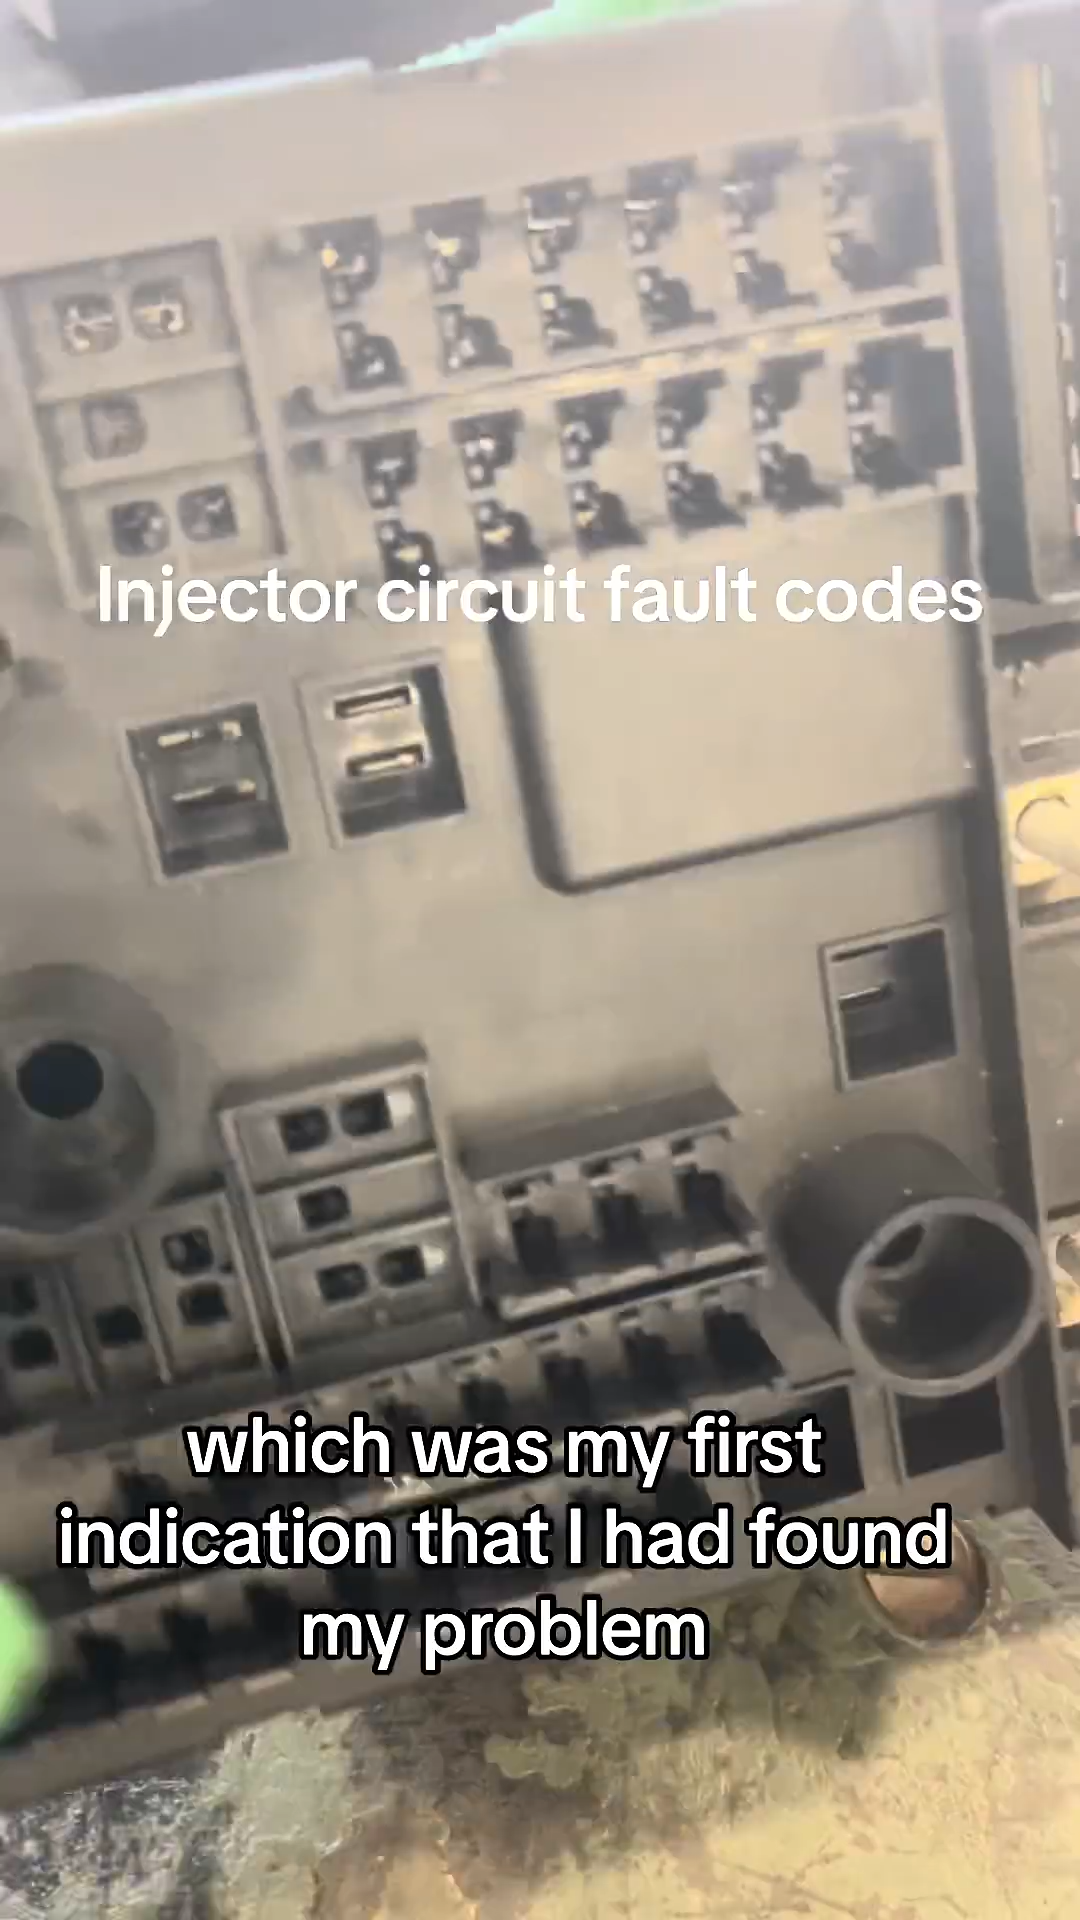 Injector circuit fault codes
which was my first
indication that I had found
my problem